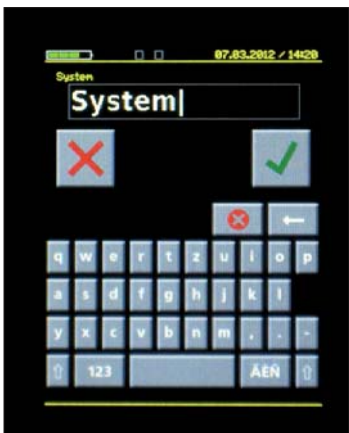 07.03.2012 / 14:20
System
System
q w e r t z u i o p
a s d f g h j k l
y x c v b n m , . -
123 ÄÉÑ